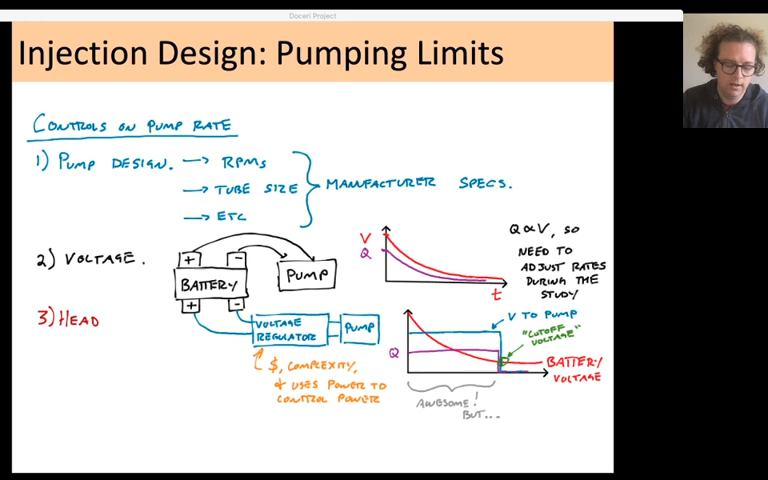 Doceri Project
Injection Design: Pumping Limits
CONTROLS ON PUMP RATE
1) PUMP DESIGN. → RPMS
→ TUBE SIZE
→ ETC
MANUFACTURER SPECS.
2) VOLTAGE.
+ -
BATTERY
+ -
PUMP
V
Q
t
Q∝V, SO
NEED TO
ADJUST RATES
DURING THE
STUDY
3) HEAD
VOLTAGE
REGULATOR
PUMP
$, COMPLEXITY,
+ USES POWER TO
CONTROL POWER
Q
V TO PUMP
"CUTOFF
VOLTAGE"
BATTERY
VOLTAGE
AWESOME!
BUT...